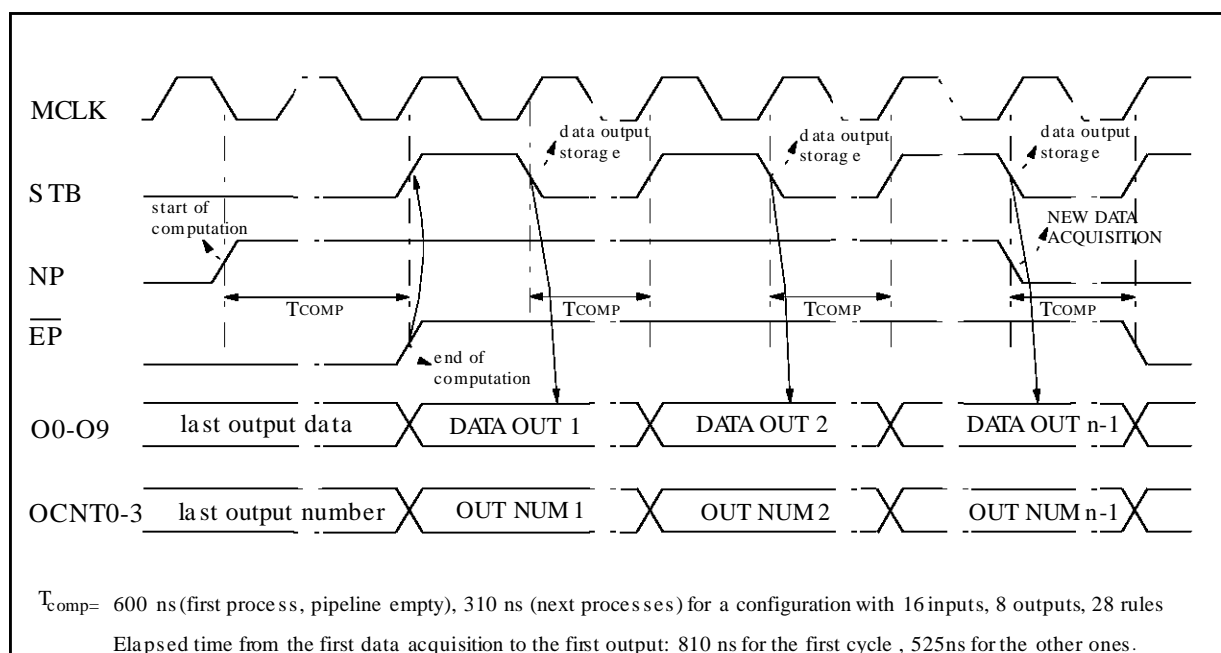 MCLK
data output
storage
data output
storage
data output
storage
STB
start of
computation
NEW DATA
ACQUISITION
NP
TCOMP
TCOMP
TCOMP
TCOMP
EP
end of
computation
O0-O9
last output data
DATA OUT 1
DATA OUT 2
DATA OUT n-1
OCNT0-3
last output number
OUT NUM 1
OUT NUM 2
OUT NUM n-1
Tcomp= 600 ns (first process, pipeline empty), 310 ns (next processes) for a configuration with 16 inputs, 8 outputs, 28 rules
Elapsed time from the first data acquisition to the first output: 810 ns for the first cycle , 525ns for the other ones.